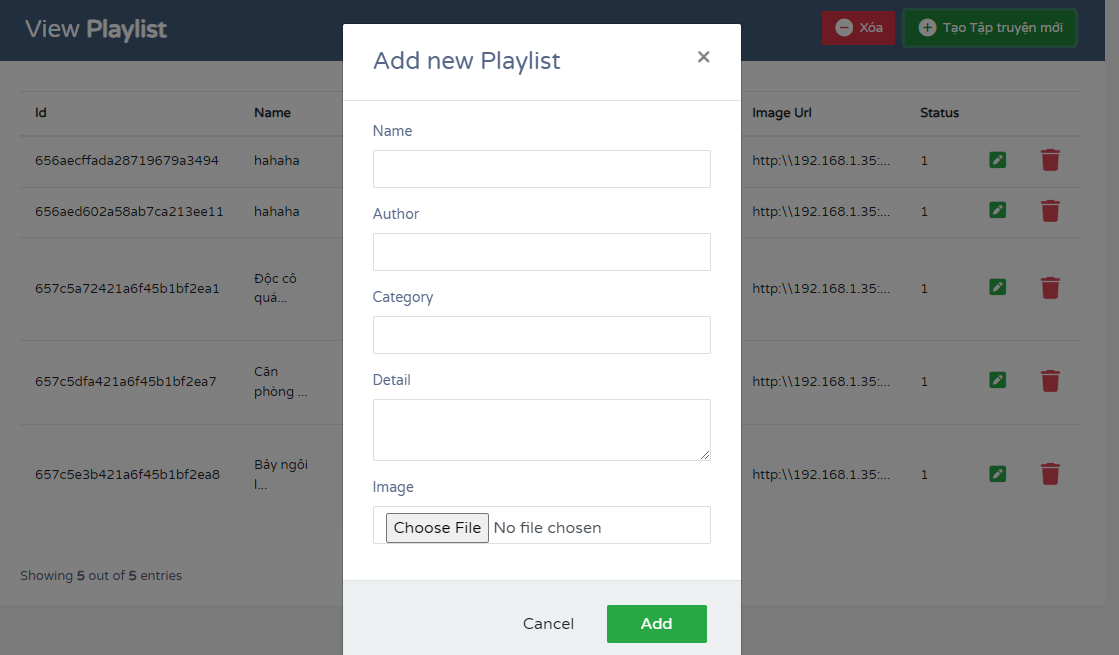 View Playlist
Xóa
Tạo Tập truyện mới
Add new Playlist
×
Id
Name
Image Url
Status
656aecffada28719679a3494
hahaha
http:\\192.168.1.35:...
1
656aed602a58ab7ca213ee11
hahaha
http:\\192.168.1.35:...
1
657c5a72421a6f45b1bf2ea1
Độc cô
quá...
http:\\192.168.1.35:...
1
657c5dfa421a6f45b1bf2ea7
Căn
phòng ...
http:\\192.168.1.35:...
1
657c5e3b421a6f45b1bf2ea8
Bảy ngôi
l...
http:\\192.168.1.35:...
1
Showing 5 out of 5 entries
Name
Author
Category
Detail
Image
Choose File No file chosen
Cancel
Add